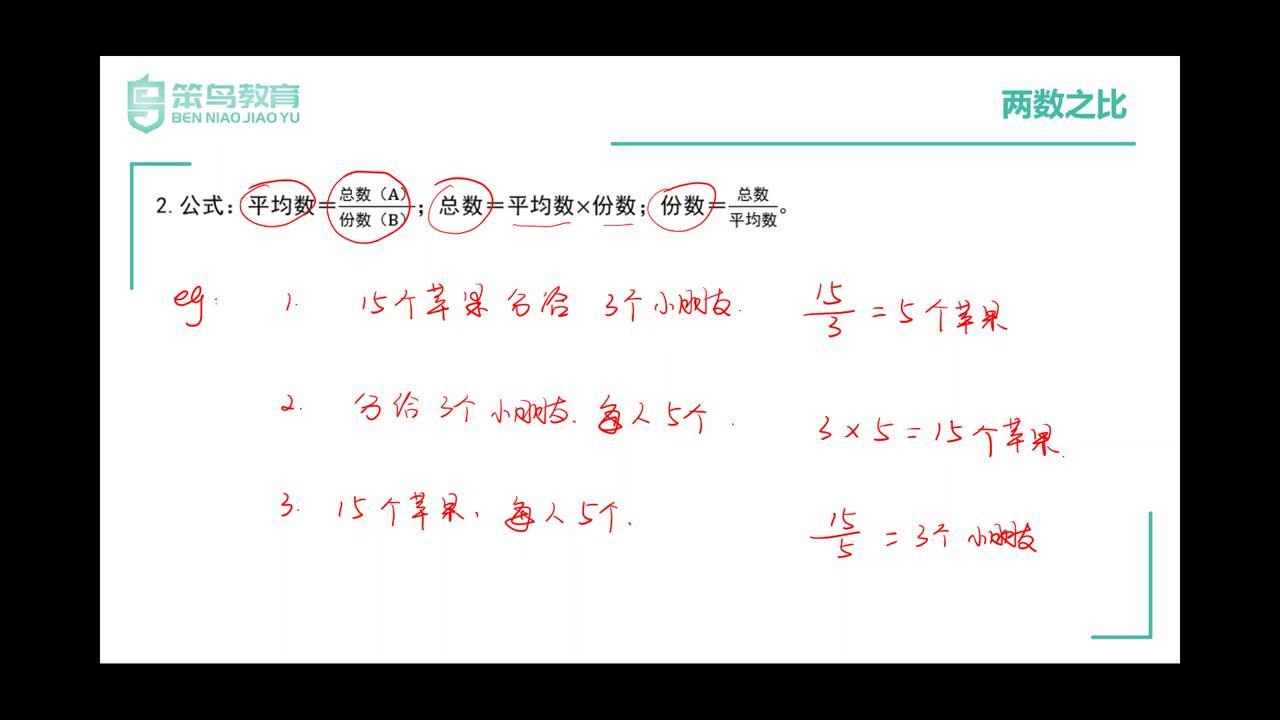 笨鸟教育
BEN NIAO JIAO YU
两数之比
2. 公式：平均数=总数（A）/份数（B）；总数=平均数×份数；份数=总数/平均数。
eg: 1. 15个苹果分给3个小朋友. 15/3 = 5个苹果
2. 分给3个小朋友、每人5个. 3×5=15个苹果.
3. 15个苹果、每人5个. 15/5 = 3个小朋友